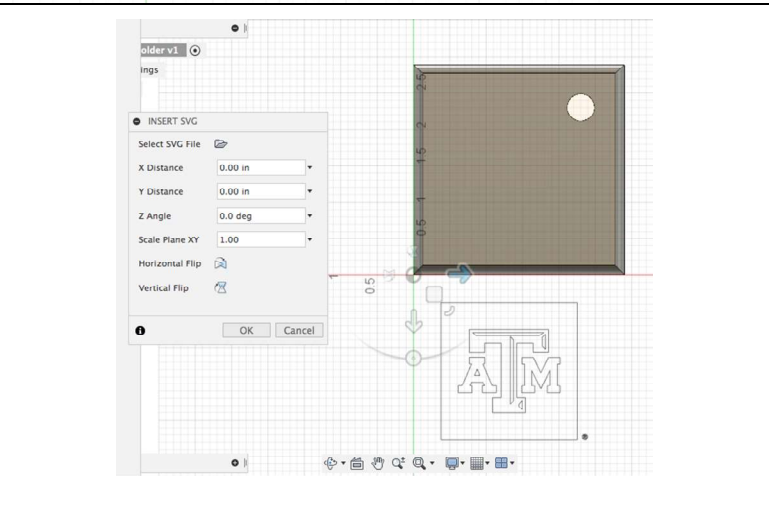 older v1
ings
INSERT SVG
Select SVG File
X Distance 0.00 in
Y Distance 0.00 in
Z Angle 0.0 deg
Scale Plane XY 1.00
Horizontal Flip
Vertical Flip
OK Cancel
2.5
2
1.5
1
0.5
1
0.5
ATM
®